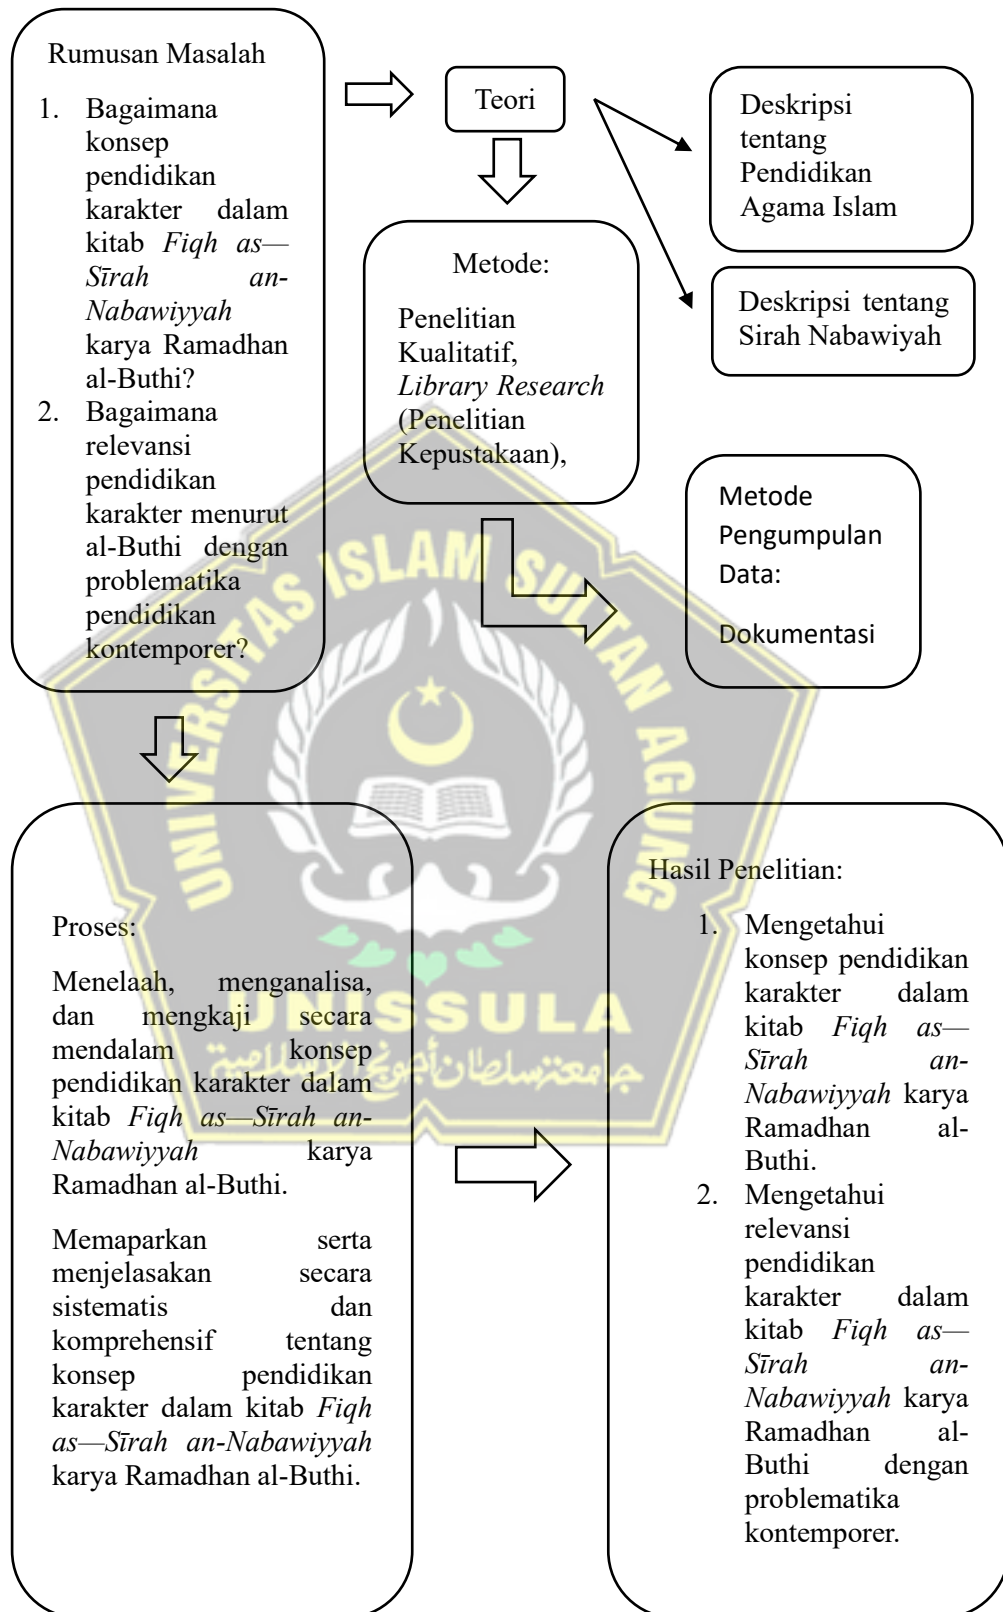 Rumusan Masalah
1. Bagaimana
konsep
pendidikan
karakter dalam
kitab Fiqh as—
Sīrah an-
Nabawiyyah
karya Ramadhan
al-Buthi?
2. Bagaimana
relevansi
pendidikan
karakter menurut
al-Buthi dengan
problematika
pendidikan
kontemporer?
Teori
Deskripsi
tentang
Pendidikan
Agama Islam
Deskripsi tentang
Sirah Nabawiyah
Metode:
Penelitian
Kualitatif,
Library Research
(Penelitian
Kepustakaan),
Metode
Pengumpulan
Data:
Dokumentasi
UNIVERSITAS ISLAM SULTAN AGUNG
UNISSULA
جامعتنسلطان أجونج الإسلامية
Proses:
Menelaah, menganalisa,
dan mengkaji secara
mendalam konsep
pendidikan karakter dalam
kitab Fiqh as—Sīrah an-
Nabawiyyah karya
Ramadhan al-Buthi.
Memaparkan serta
menjelasakan secara
sistematis dan
komprehensif tentang
konsep pendidikan
karakter dalam kitab Fiqh
as—Sīrah an-Nabawiyyah
karya Ramadhan al-Buthi.
Hasil Penelitian:
1. Mengetahui
konsep pendidikan
karakter dalam
kitab Fiqh as—
Sīrah an-
Nabawiyyah karya
Ramadhan al-
Buthi.
2. Mengetahui
relevansi
pendidikan
karakter dalam
kitab Fiqh as—
Sīrah an-
Nabawiyyah karya
Ramadhan al-
Buthi dengan
problematika
kontemporer.